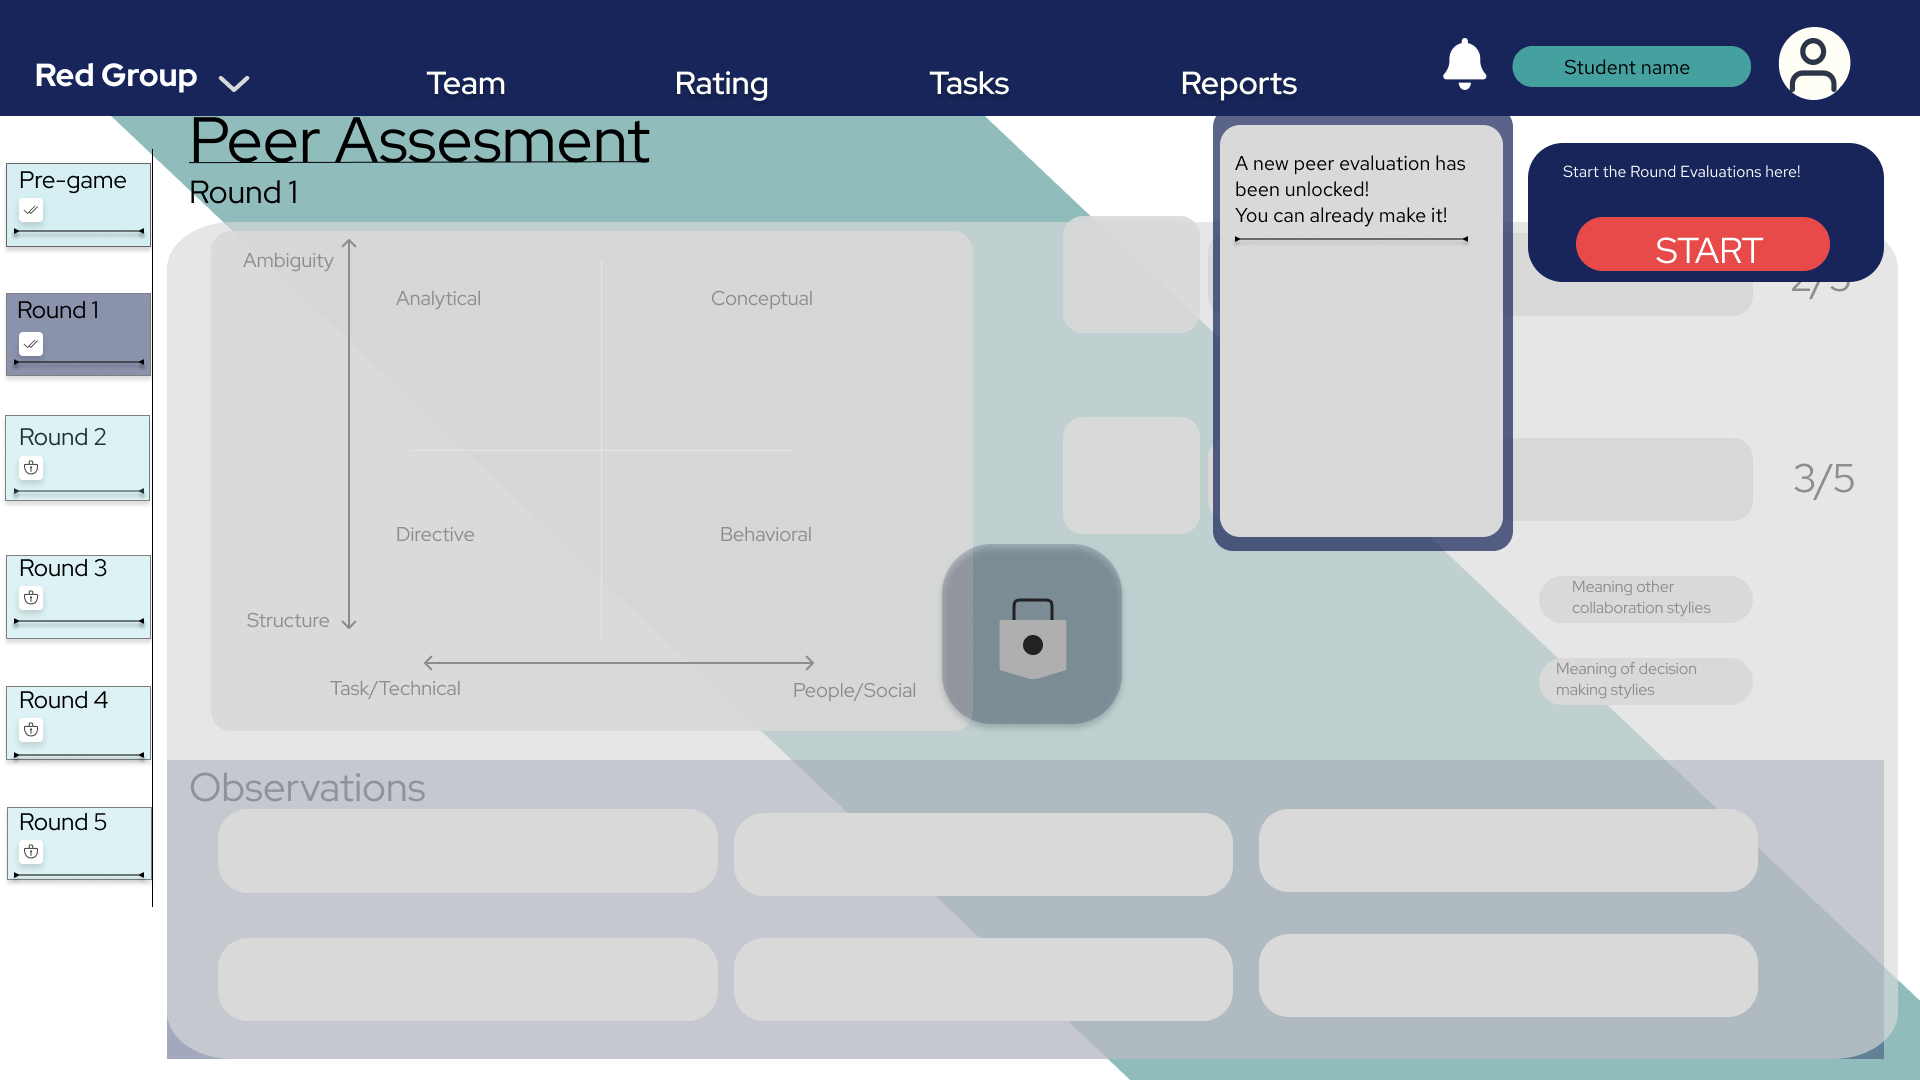 Red Group
Team
Rating
Tasks
Reports
Student name
Peer Assesment
Round 1
Pre-game
Round 1
Round 2
Round 3
Round 4
Round 5
Ambiguity
Analytical
Conceptual
Directive
Behavioral
Structure
Task/Technical
People/Social
A new peer evaluation has
been unlocked!
You can already make it!
Start the Round Evaluations here!
START
3/5
Meaning other
collaboration stylies
Meaning of decision
making stylies
Observations